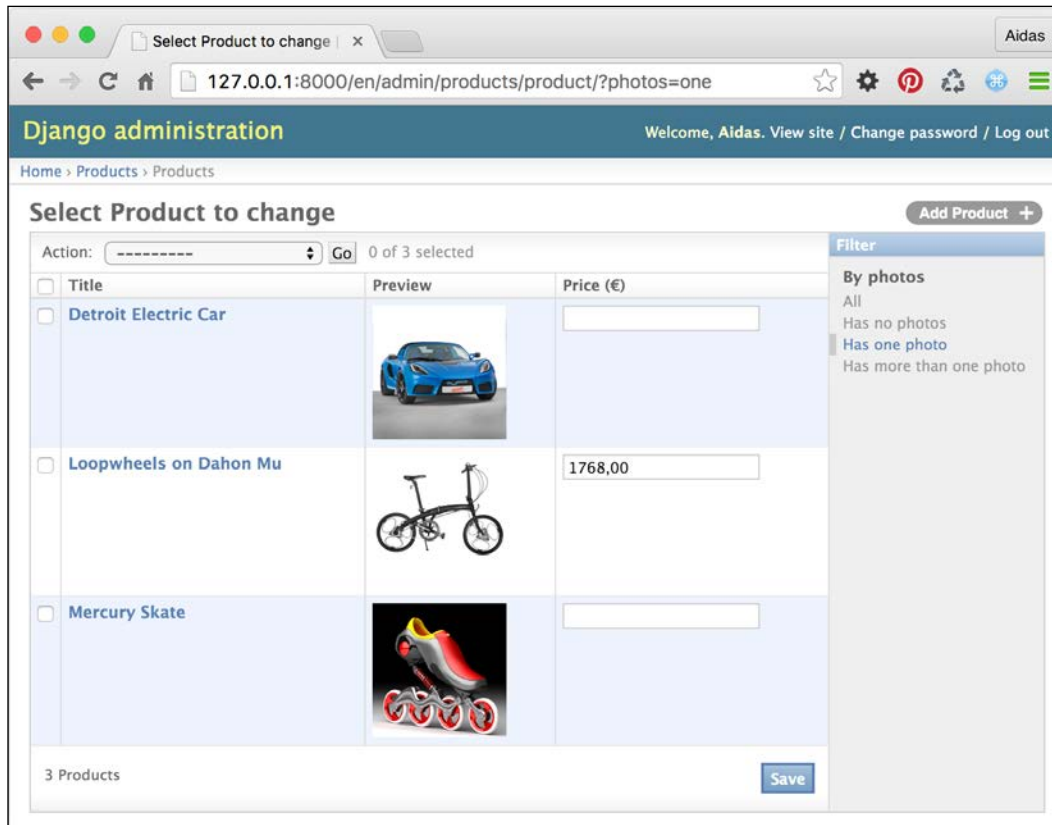 Select Product to change |
Aidas
127.0.0.1:8000/en/admin/products/product/?photos=one
Django administration
Welcome, Aidas. View site / Change password / Log out
Home › Products › Products
Select Product to change
Add Product +
Action: --------- Go 0 of 3 selected
Filter
Title Preview Price (€)
By photos
All
Has no photos
Has one photo
Has more than one photo
Detroit Electric Car
Loopwheels on Dahon Mu
1768,00
Mercury Skate
3 Products
Save